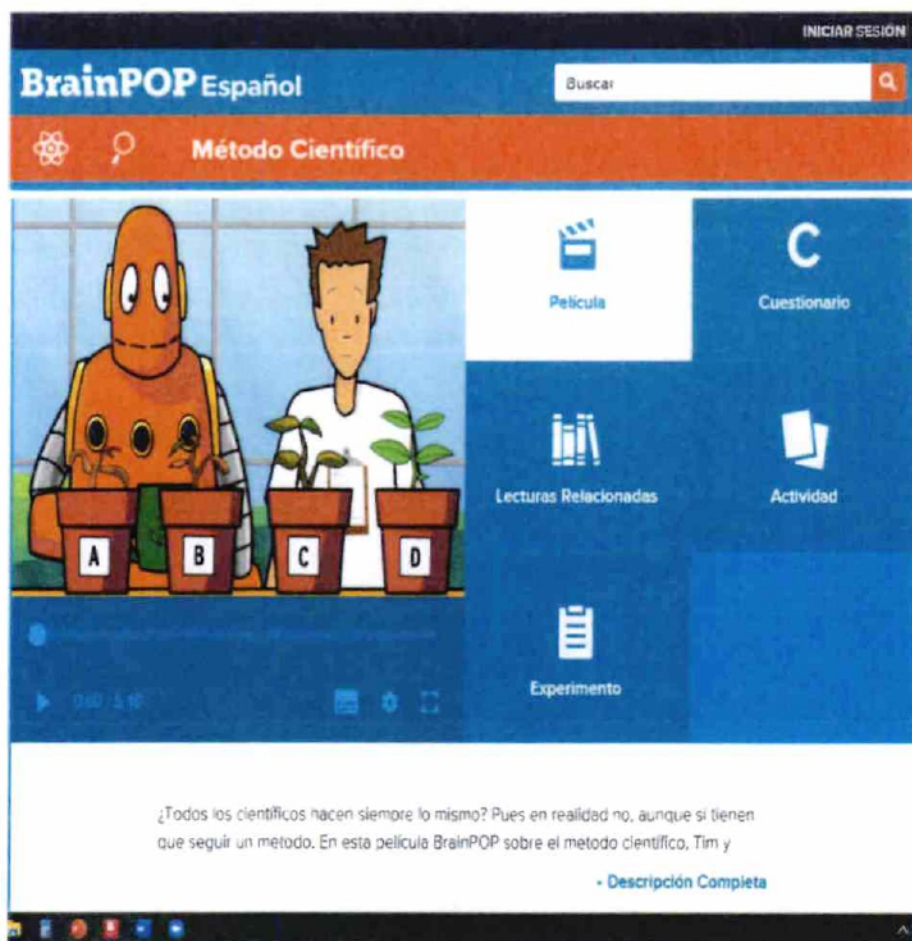 INICIAR SESIÓN
BrainPOP Español
Buscar
Método Científico
Película
C
Cuestionario
Lecturas Relacionadas
Actividad
A
B
C
D
Experimento
¿Todos los científicos hacen siempre lo mismo? Pues en realidad no, aunque si tienen
que seguir un metodo. En esta película BrainPOP sobre el metodo científico, Tim y
- Descripción Completa